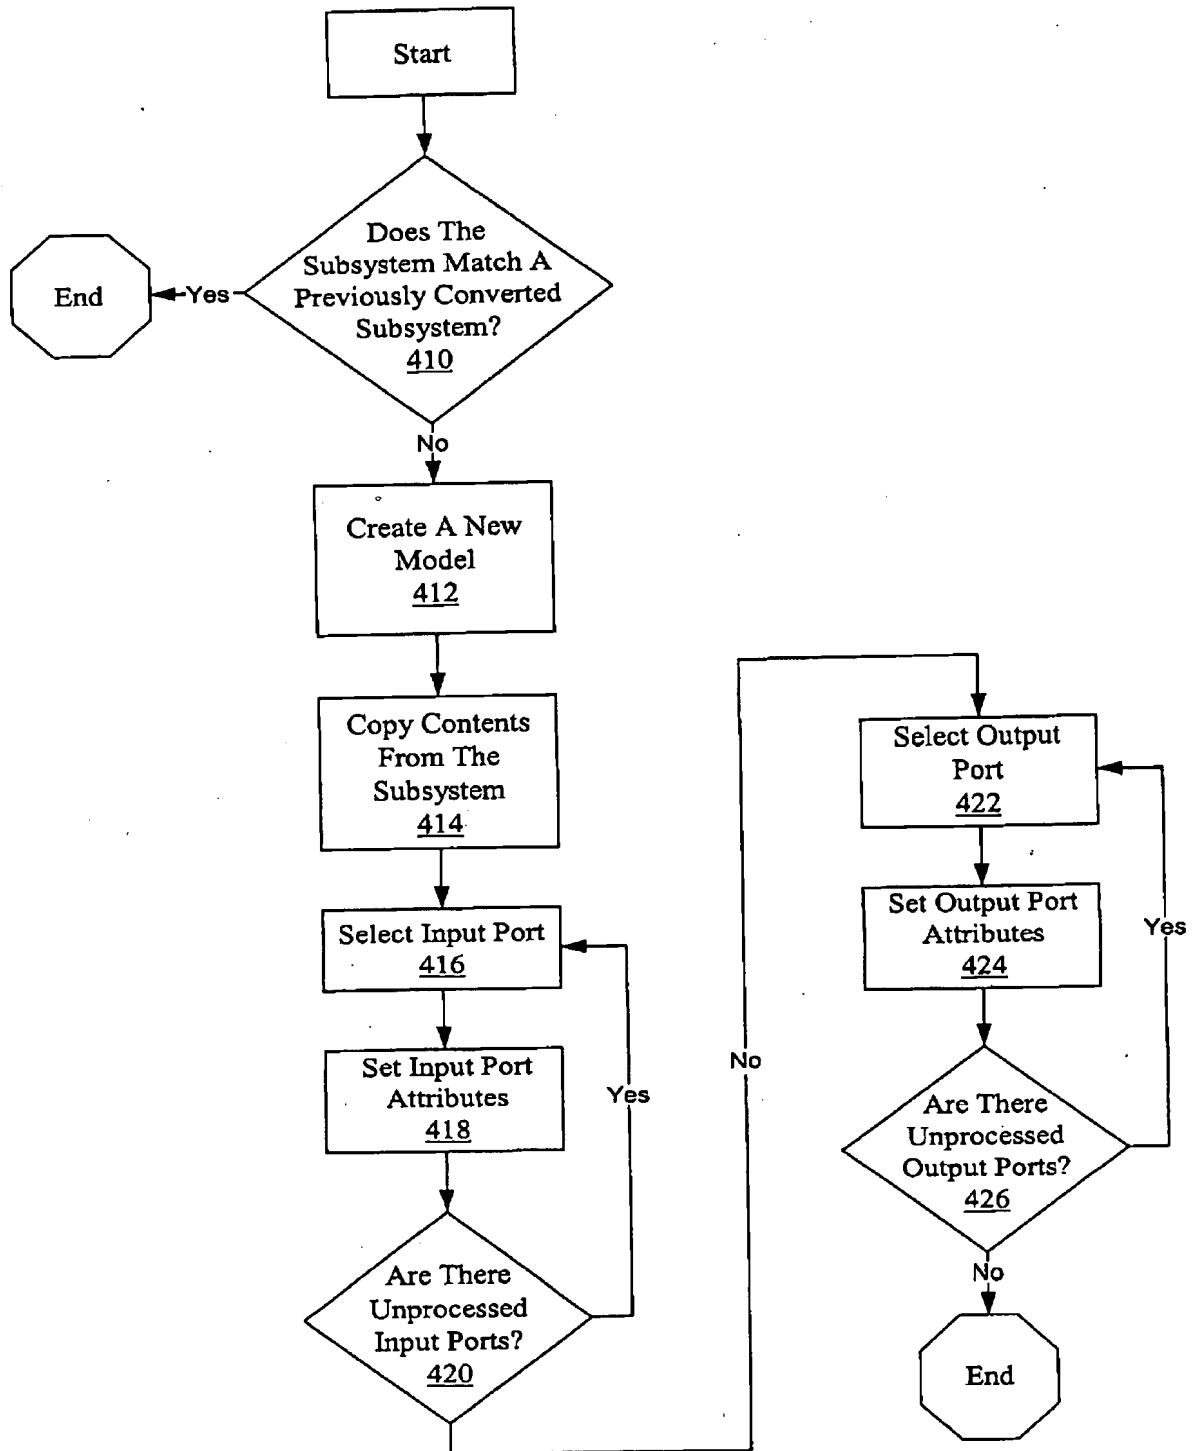 Start
Does The
Subsystem Match A
Previously Converted
Subsystem?
410
Yes
End
No
Create A New
Model
412
Copy Contents
From The
Subsystem
414
Select Input Port
416
Set Input Port
Attributes
418
Yes
Are There
Unprocessed
Input Ports?
420
No
Select Output
Port
422
Set Output Port
Attributes
424
Yes
Are There
Unprocessed
Output Ports?
426
No
End